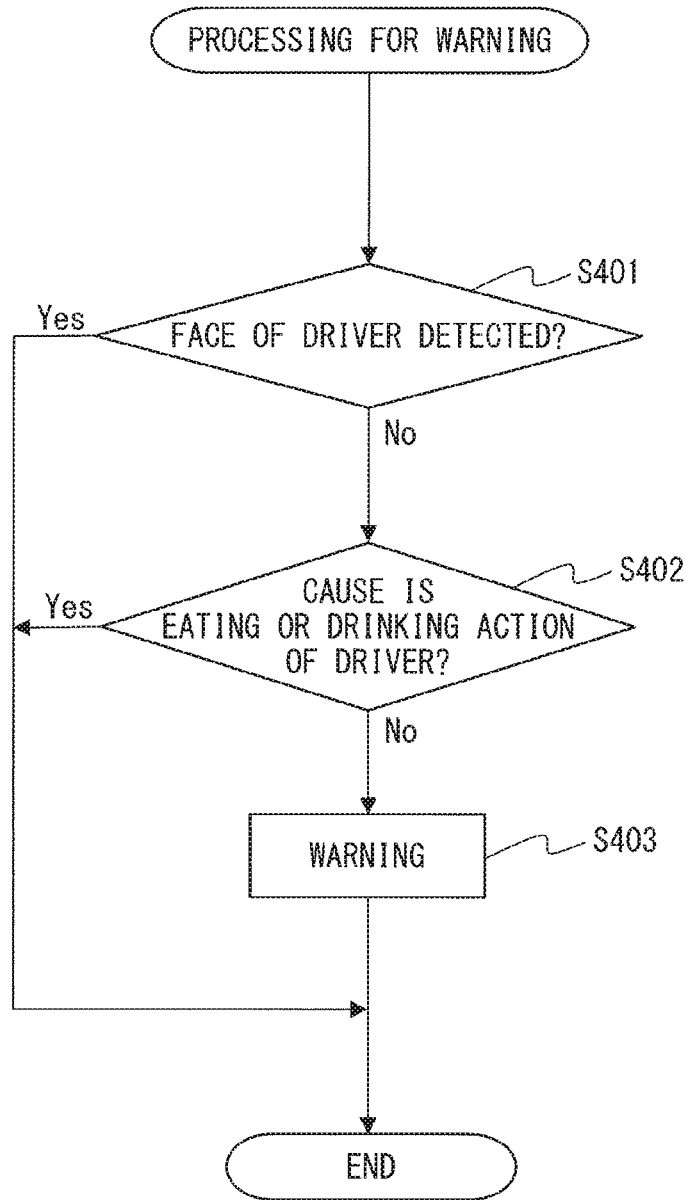 PROCESSING FOR WARNING
S401
Yes
FACE OF DRIVER DETECTED?
No
S402
CAUSE IS
Yes
EATING OR DRINKING ACTION
OF DRIVER?
No
WARNING
S403
END